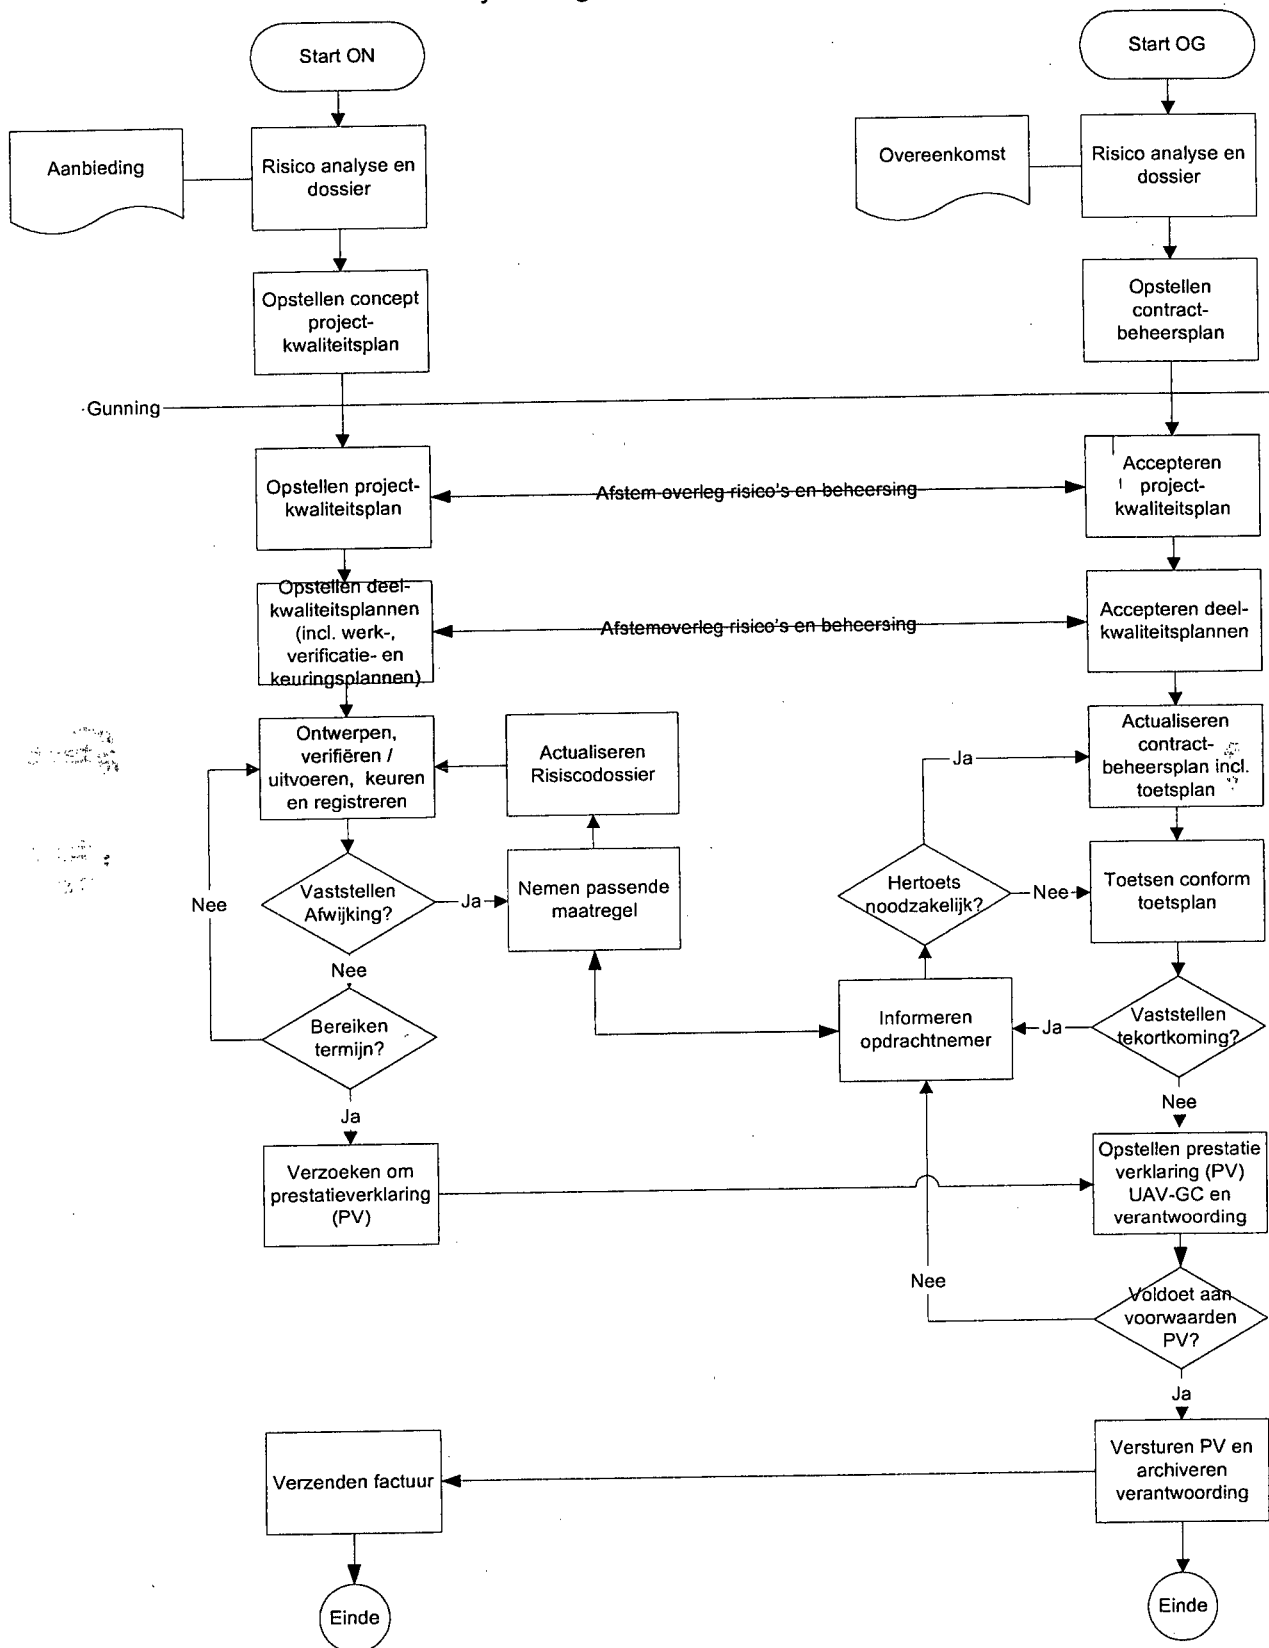 Start ON
Start OG
Aanbieding
Risico analyse en
dossier
Overeenkomst
Risico analyse en
dossier
Opstellen concept
project-
kwaliteitsplan
Opstellen
contract-
beheersplan
Gunning
Opstellen project-
kwaliteitsplan
Afstem overleg risico's en beheersing
Accepteren
project-
kwaliteitsplan
Opstellen deel-
kwaliteitsplannen
(incl. werk-,
verificatie- en
keuringsplannen)
Afstemoverleg risico's en beheersing
Accepteren deel-
kwaliteitsplannen
Ontwerpen,
verifiëren /
uitvoeren, keuren
en registreren
Actualiseren
Risiscodossier
Ja
Actualiseren
contract-
beheersplan incl.
toetsplan
Nee
Vaststellen
Afwijking?
Ja
Nemen passende
maatregel
Hertoets
noodzakelijk?
Nee
Toetsen conform
toetsplan
Nee
Bereiken
termijn?
Informeren
opdrachtnemer
Ja
Vaststellen
tekortkoming?
Ja
Nee
Verzoeken om
prestatieverklaring
(PV)
Opstellen prestatie
verklaring (PV)
UAV-GC en
verantwoording
Nee
Voldoet aan
voorwaarden
PV?
Ja
Verzenden factuur
Versturen PV en
archiveren
verantwoording
Einde
Einde